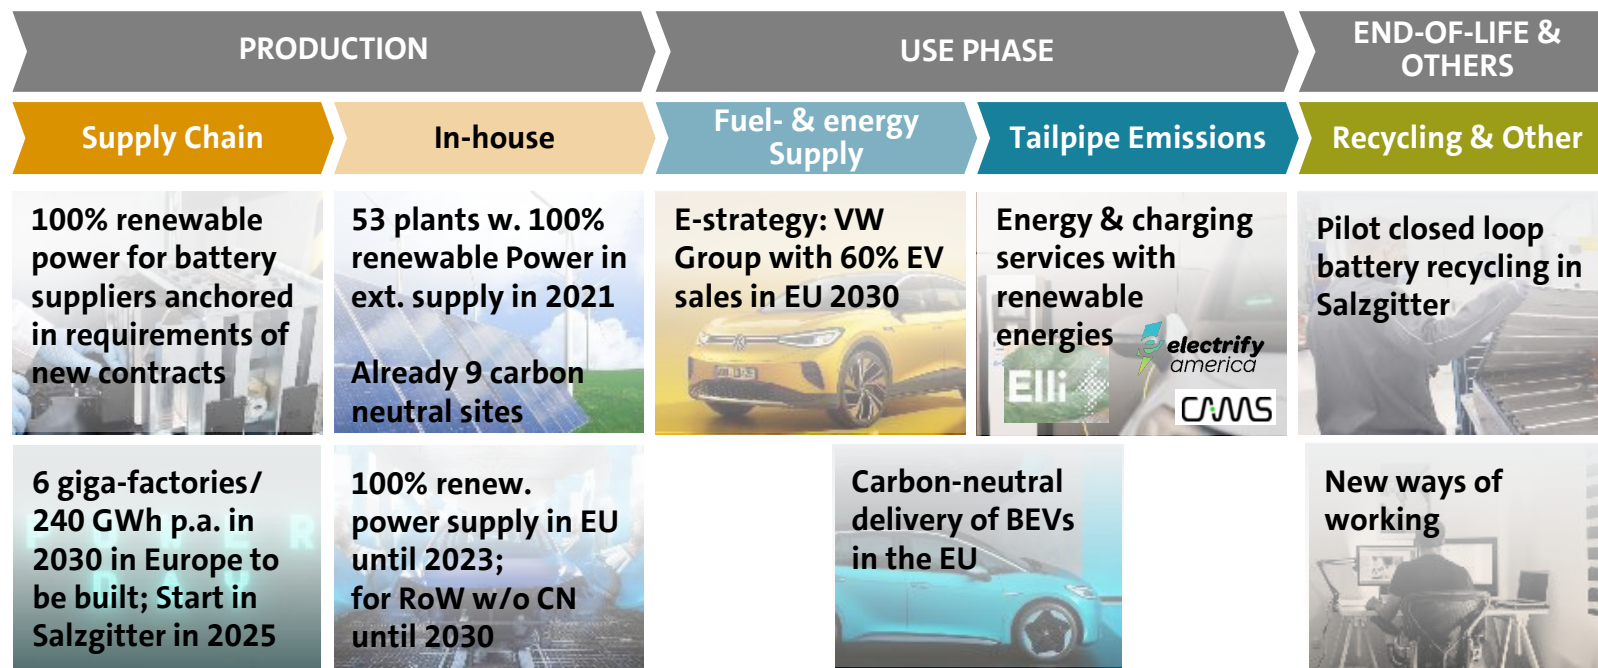 PRODUCTION
USE PHASE
END-OF-LIFE &
OTHERS
Supply Chain
In-house
Fuel- & energy
Supply
Tailpipe Emissions
Recycling & Other
100% renewable
power for battery
suppliers anchored
in requirements of
new contracts
53 plants w. 100%
renewable Power in
ext. supply in 2021
Already 9 carbon
neutral sites
E-strategy: VW
Group with 60% EV
sales in EU 2030
Energy & charging
services with
renewable
energies
electrify
america
Elli
CAMS
Pilot closed loop
battery recycling in
Salzgitter
6 giga-factories/
240 GWh p.a. in
2030 in Europe to
be built; Start in
Salzgitter in 2025
100% renew.
power supply in EU
until 2023;
for RoW w/o CN
until 2030
Carbon-neutral
delivery of BEVs
in the EU
New ways of
working